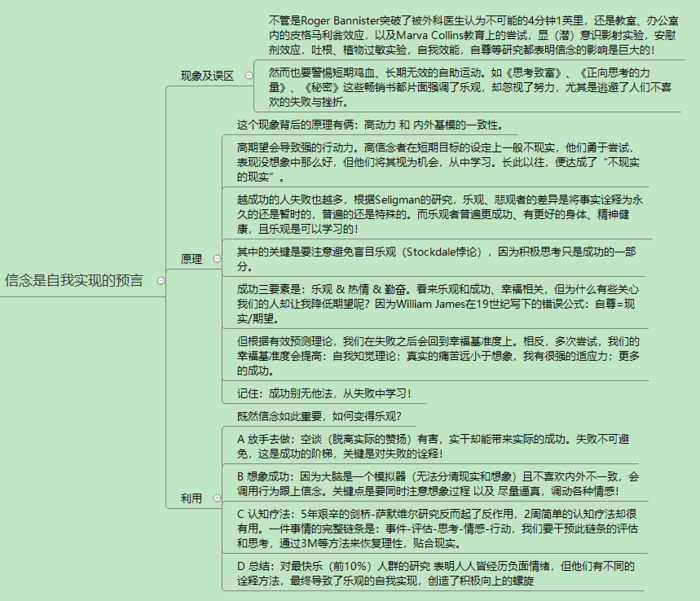 信念是自我实现的预言
现象及误区
不管是Roger Bannister突破了被外科医生认为不可能的4分钟1英里，还是教室、办公室
内的皮格马利翁效应，以及Marva Collins教育上的尝试，显（潜）意识射影实验，安慰
剂效应，吐根、植物过敏实验，自我效能，自尊等研究都表明信念的影响是巨大的！
然而也要警惕短期鸡血、长期无效的自助运动。如《思考致富》、《正向思考的力
量》、《秘密》这些畅销书都片面强调了乐观，却忽视了努力，尤其是逃避了人们不喜
欢的失败与挫折。
原理
这个现象背后的原理有俩：高动力 和 内外基模的一致性。
高期望会导致强的行动力。高信念者在短期目标的设定上一般不现实，他们勇于尝试，
表现没想象中那么好，但他们将其视为机会，从中学习。长此以往，便达成了“不现实
的现实”。
越成功的人失败也越多，根据Seligman的研究，乐观、悲观者的差异是将事实诠释为永
久的还是暂时的，普遍的还是特殊的。而乐观者普遍更成功、有更好的身体、精神健
康，且乐观是可以学习的！
其中的关键是要注意避免盲目乐观（Stockdale悖论），因为积极思考只是成功的一部
分。
成功三要素是：乐观 & 热情 & 勤奋。看来乐观和成功、幸福相关，但为什么有些关心
我们的人却让我降低期望呢？因为William James在19世纪写下的错误公式：自尊=现
实/期望。
但根据有效预测理论，我们在失败之后会回到幸福基准度上。相反，多次尝试，我们的
幸福基准度会提高：自我知觉理论；真实的痛苦远小于想象，我有很强的适应力；更多
的成功。
记住：成功别无他法，从失败中学习！
利用
既然信念如此重要，如何变得乐观？
A 放手去做：空谈（脱离实际的赞扬）有害，实干却能带来实际的成功。失败不可避
免，这是成功的阶梯，关键是对失败的诠释！
B 想象成功：因为大脑是一个模拟器（无法分清现实和想象）且不喜欢内外不一致，会
调用行为跟上信念。关键点是要同时注意想象过程 以及 尽量逼真，调动各种情感！
C 认知疗法：5年艰辛的剑桥-萨默维尔研究反而起了反作用，2周简单的认知疗法却很
有用。一件事情的完整链条是：事件-评估-思考-情感-行动，我们要干预此链条的评估
和思考，通过3M等方法来恢复理性，贴合现实。
D 总结：对最快乐（前10%）人群的研究 表明人人皆经历负面情绪，但他们有不同的
诠释方法，最终导致了乐观的自我实现，创造了积极向上的螺旋